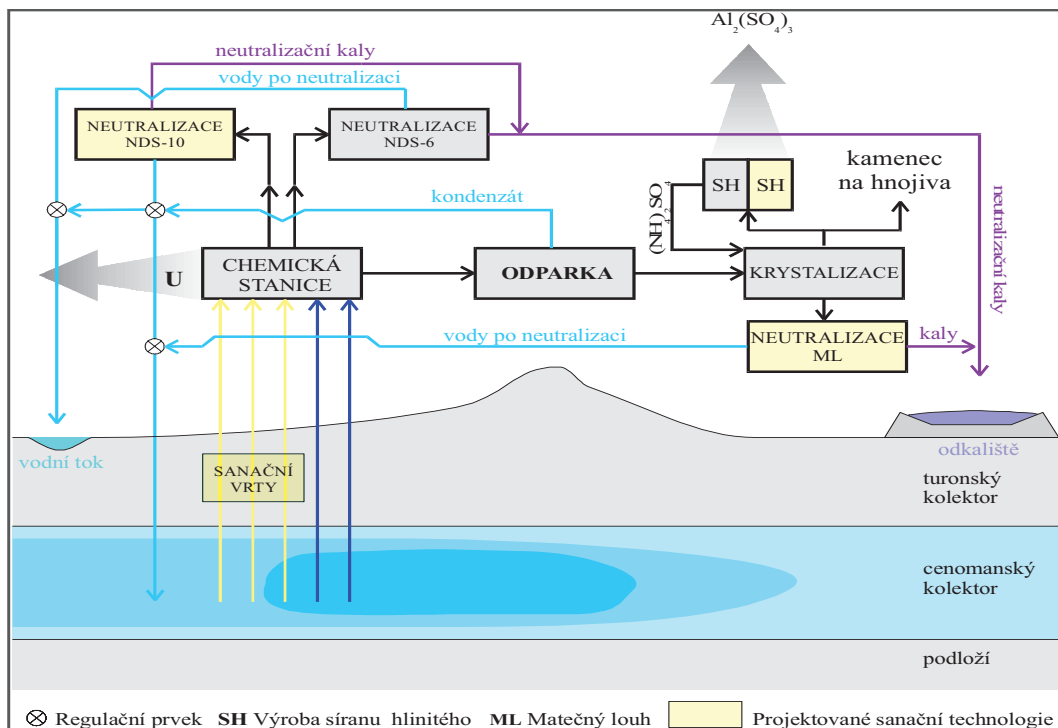 Al2(SO4)3
neutralizační kaly
vody po neutralizaci
NEUTRALIZACE
NDS-10
NEUTRALIZACE
NDS-6
SH
SH
kamenec
na hnojiva
(NH4)2SO4
kondenzát
neutralizační kaly
U
CHEMICKÁ
STANICE
ODPARKA
KRYSTALIZACE
vody po neutralizaci
NEUTRALIZACE
ML
kaly
vodní tok
SANAČNÍ
VRTY
odkaliště
turonský
kolektor
cenomanský
kolektor
podloží
Regulační prvek SH Výroba síranu hlinitého ML Matečný louh Projektované sanační technologie